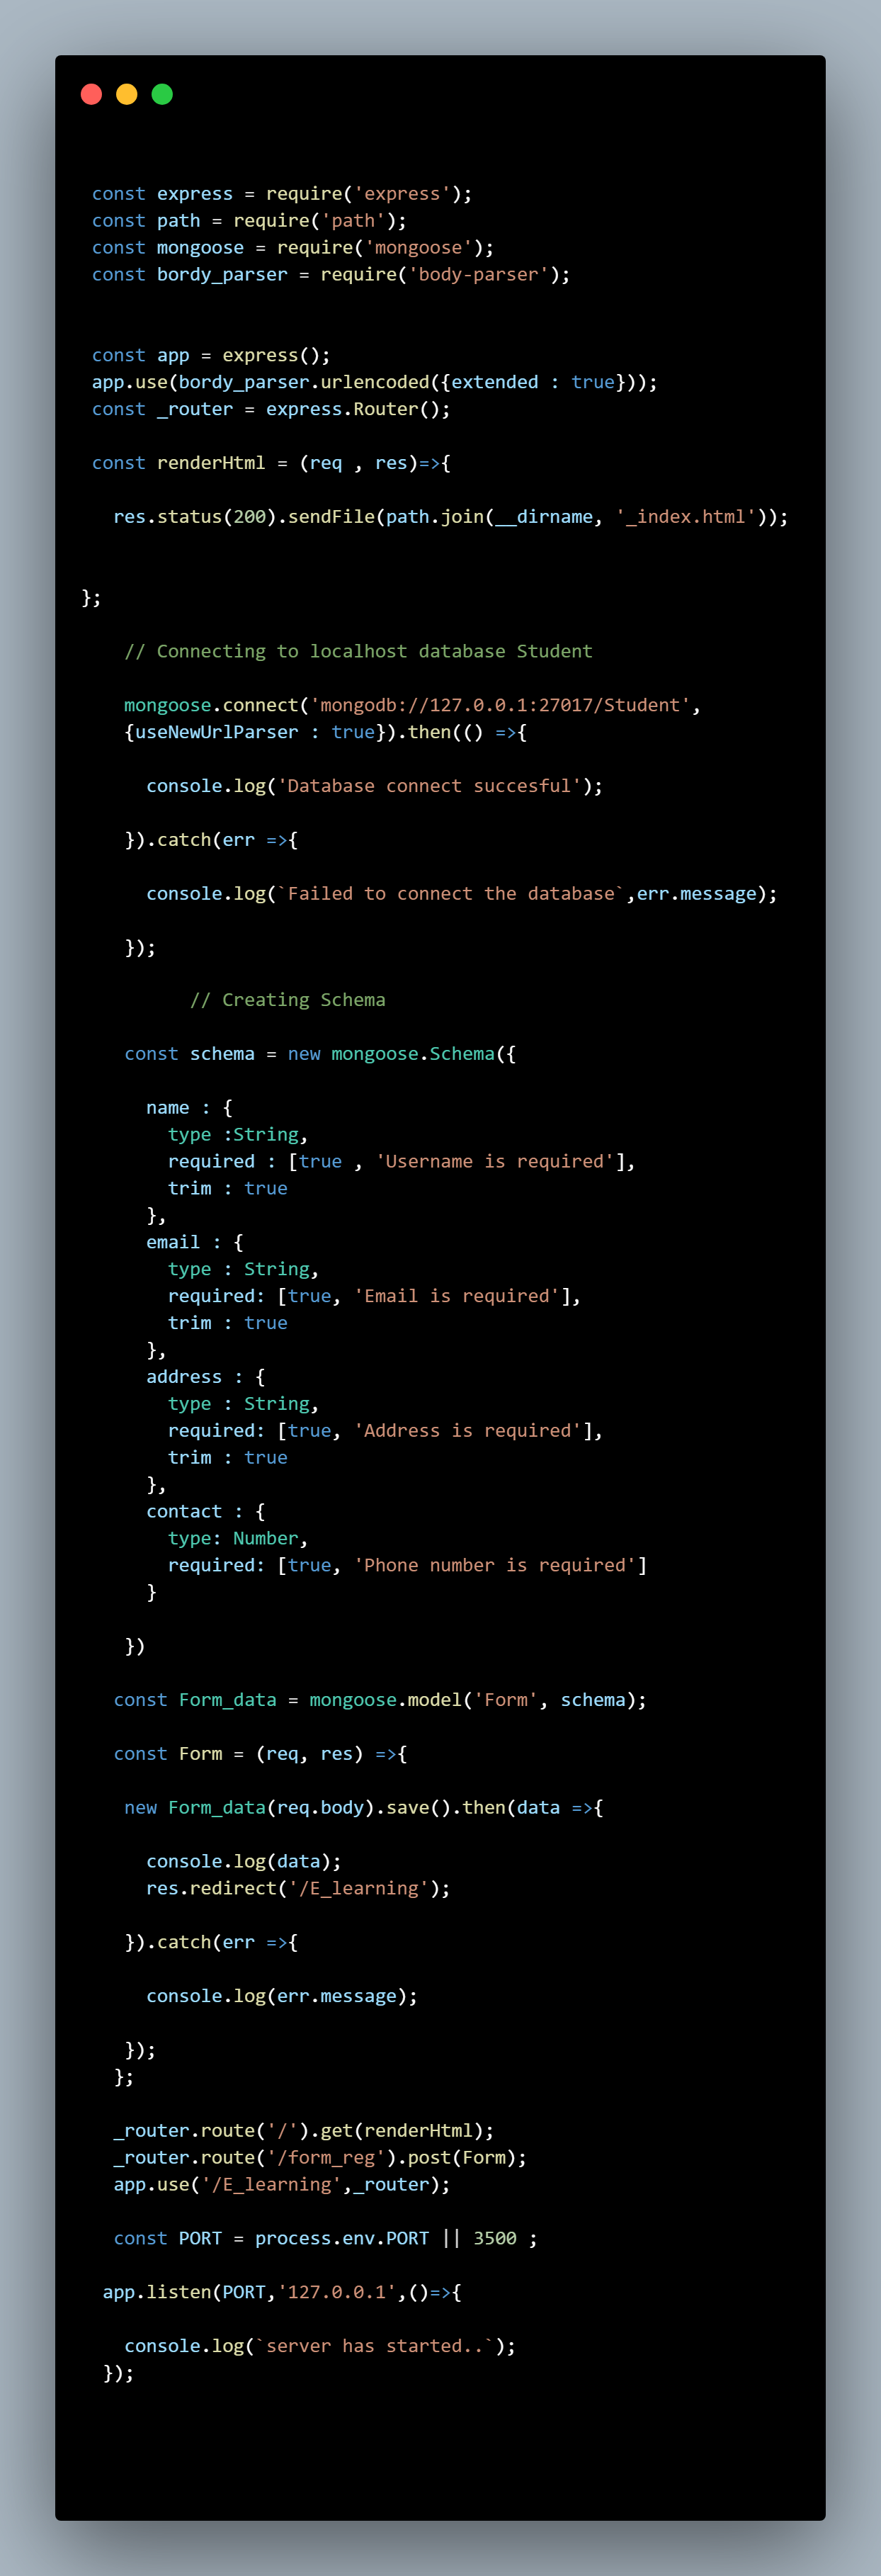 const express = require('express');
const path = require('path');
const mongoose = require('mongoose');
const bordy_parser = require('body-parser');
const app = express();
app.use(bordy_parser.urlencoded({extended : true}));
const _router = express.Router();
const renderHtml = (req , res)=>{
res.status(200).sendFile(path.join(__dirname, '_index.html'));
};
// Connecting to localhost database Student
mongoose.connect('mongodb://127.0.0.1:27017/Student',
{useNewUrlParser : true}).then(() =>{
console.log('Database connect succesful');
}).catch(err =>{
console.log(`Failed to connect the database`,err.message);
});
// Creating Schema
const schema = new mongoose.Schema({
name : {
type :String,
required : [true , 'Username is required'],
trim : true
},
email : {
type : String,
required: [true, 'Email is required'],
trim : true
},
address : {
type : String,
required: [true, 'Address is required'],
trim : true
},
contact : {
type: Number,
required: [true, 'Phone number is required']
}
})
const Form_data = mongoose.model('Form', schema);
const Form = (req, res) =>{
new Form_data(req.body).save().then(data =>{
console.log(data);
res.redirect('/E_learning');
}).catch(err =>{
console.log(err.message);
});
};
_router.route('/').get(renderHtml);
_router.route('/form_reg').post(Form);
app.use('/E_learning',_router);
const PORT = process.env.PORT || 3500 ;
app.listen(PORT,'127.0.0.1',()=>{
console.log(`server has started..`);
});